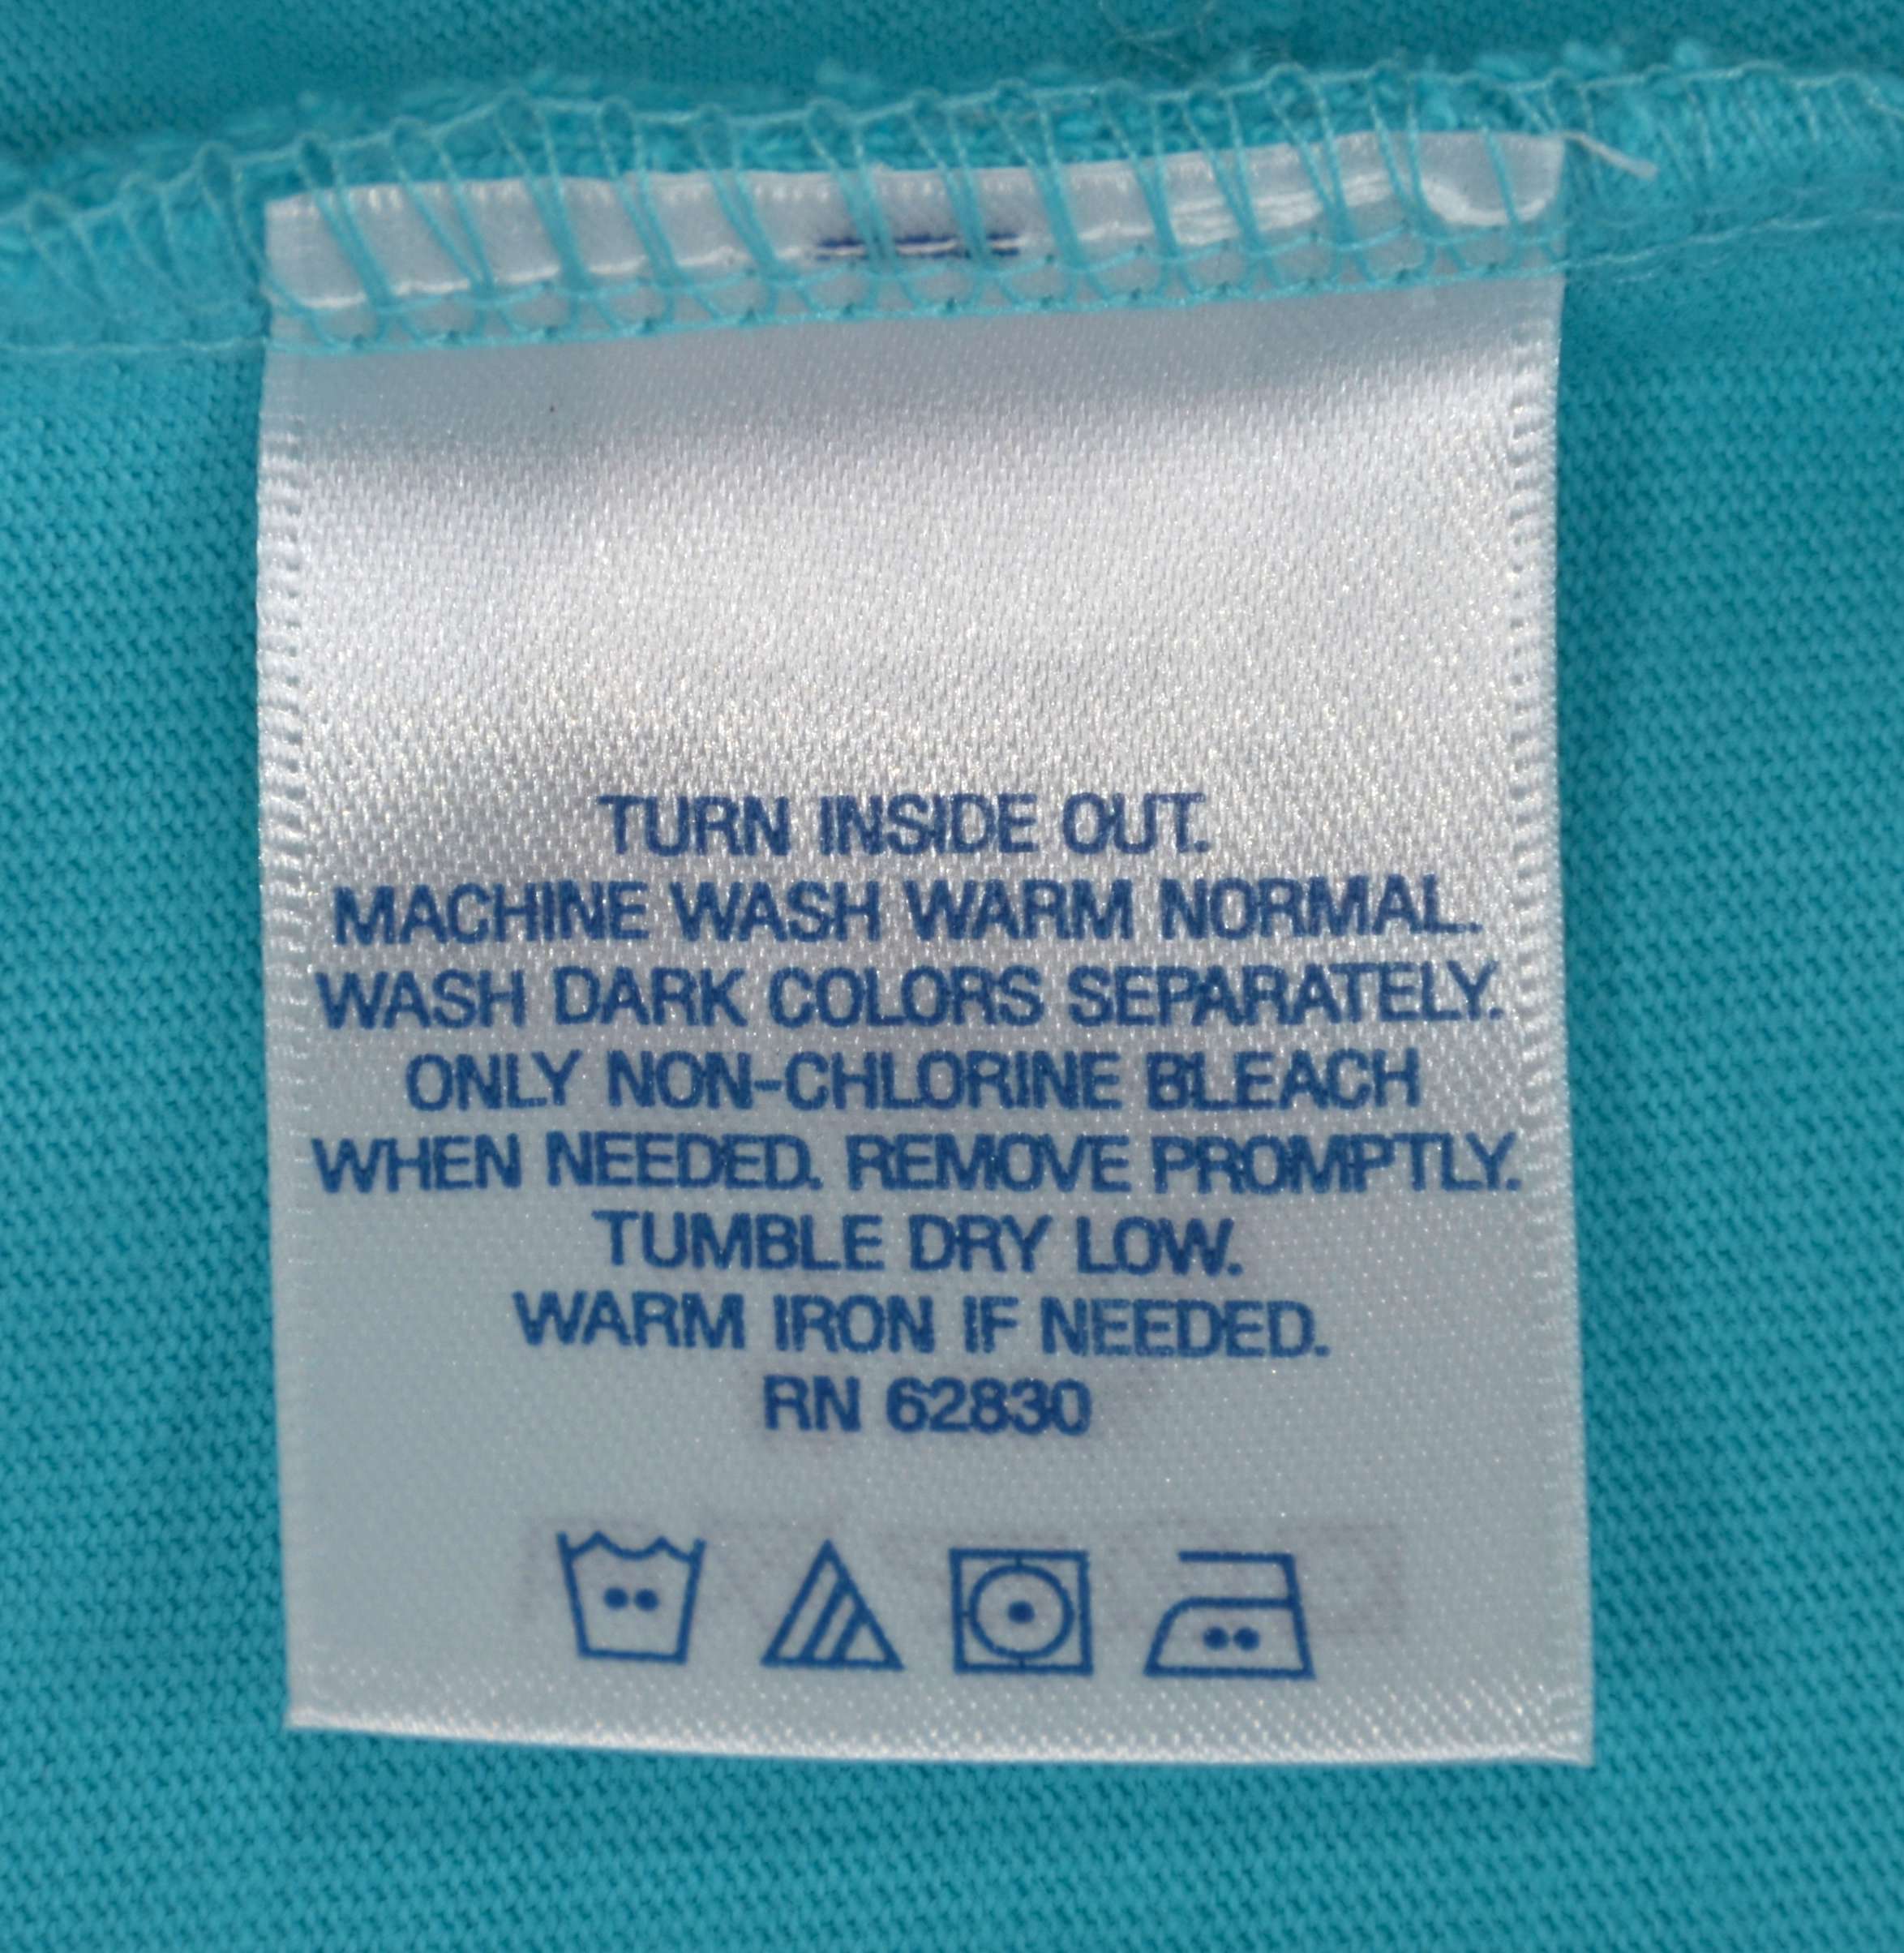 TURN INSIDE OUT.
MACHINE WASH WARM NORMAL.
WASH DARK COLORS SEPARATELY.
ONLY NON-CHLORINE BLEACH
WHEN NEEDED. REMOVE PROMPTLY.
TUMBLE DRY LOW.
WARM IRON IF NEEDED.
RN 62830